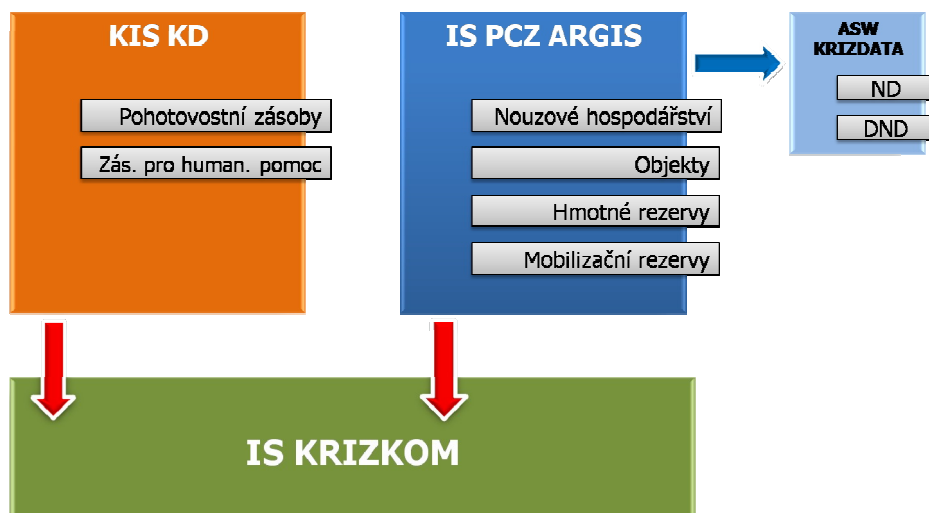 KIS KD
Pohotovostní zásoby
Zás. pro human. pomoc
IS PCZ ARGIS
Nouzové hospodářství
Objekty
Hmotné rezervy
Mobilizační rezervy
ASW
KRIZDATA
ND
DND
IS KRIZKOM